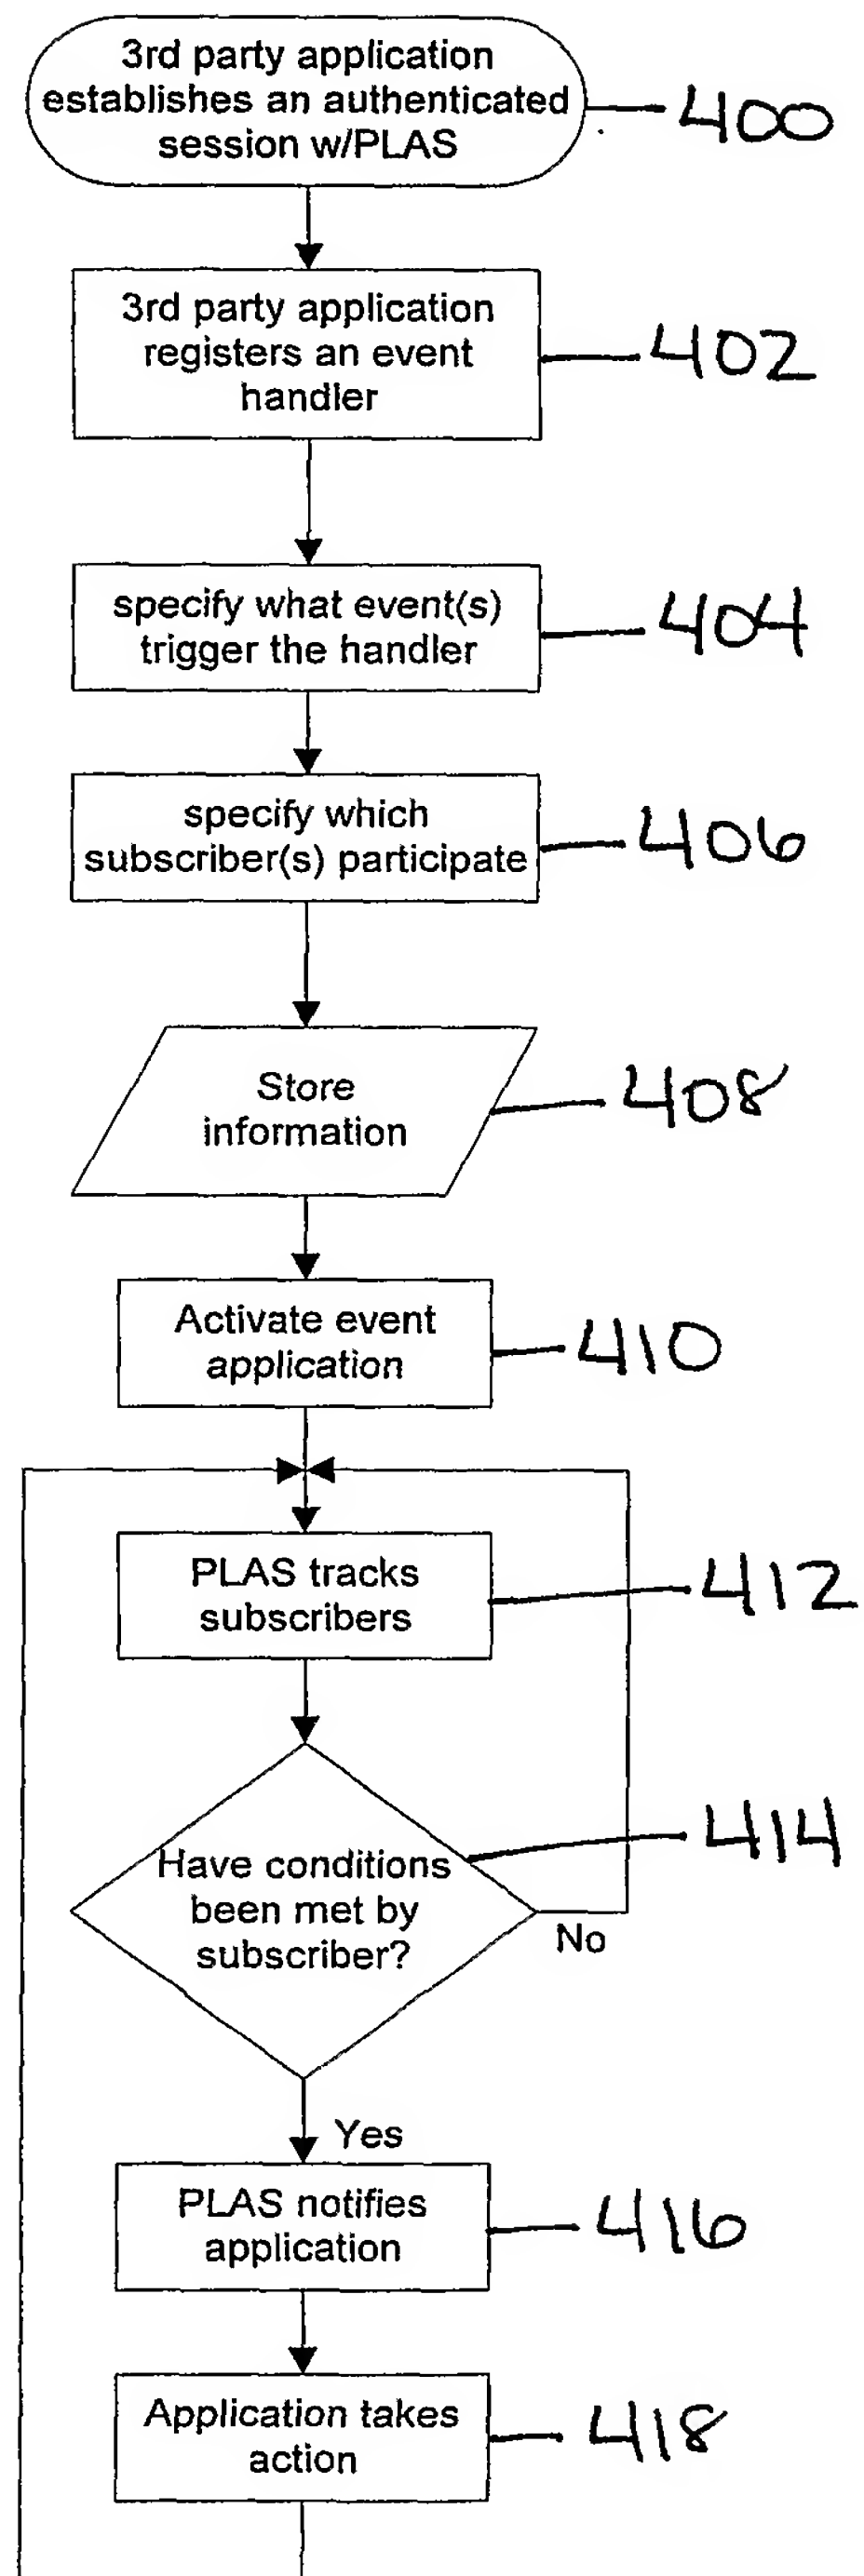 3rd party application
establishes an authenticated
session w/PLAS
400
3rd party application
registers an event
handler
402
specify what event(s)
trigger the handler
404
specify which
subscriber(s) participate
406
Store
information
408
Activate event
application
410
PLAS tracks
subscribers
412
Have conditions
been met by
subscriber?
414
No
Yes
PLAS notifies
application
416
Application takes
action
418